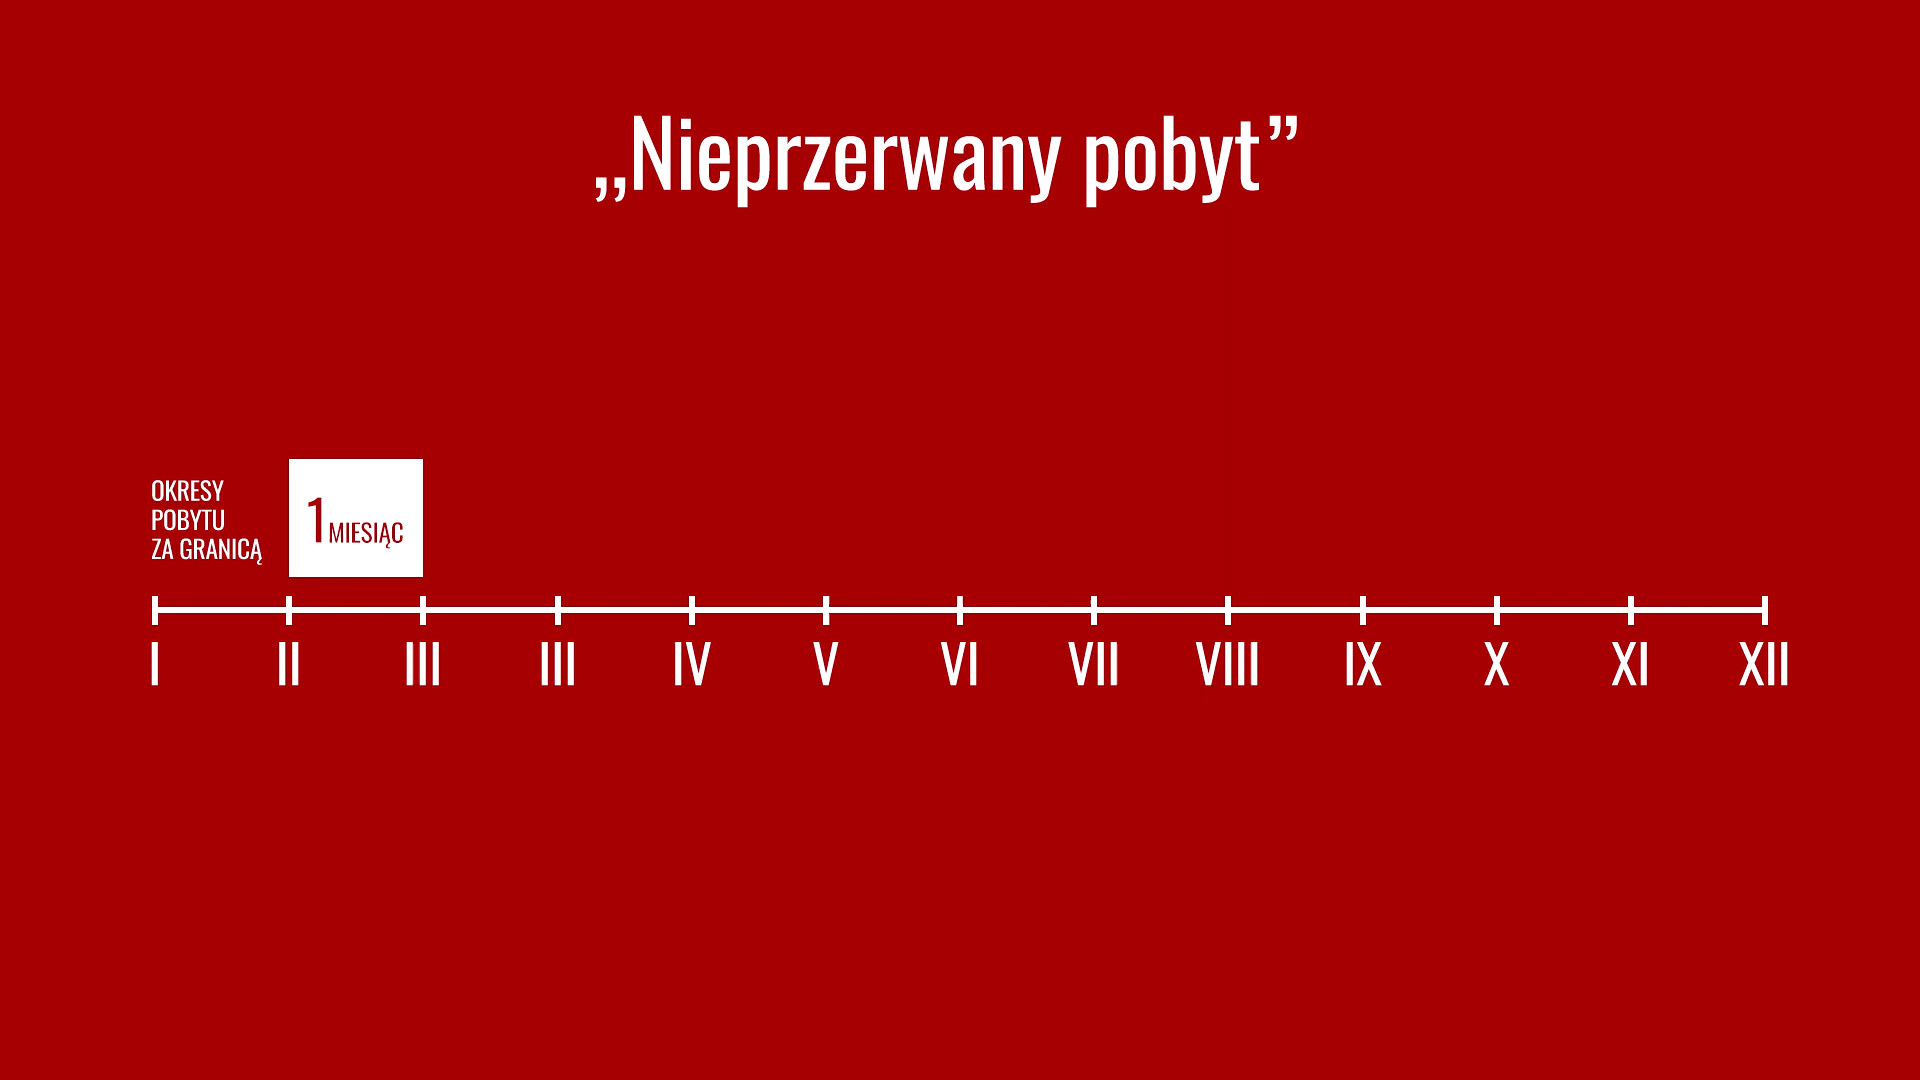 „Nieprzerwany pobyt”
OKRESY
POBYTU
ZA GRANICĄ
1 MIESIĄC
I II III III IV V VI VII VIII IX X XI XII